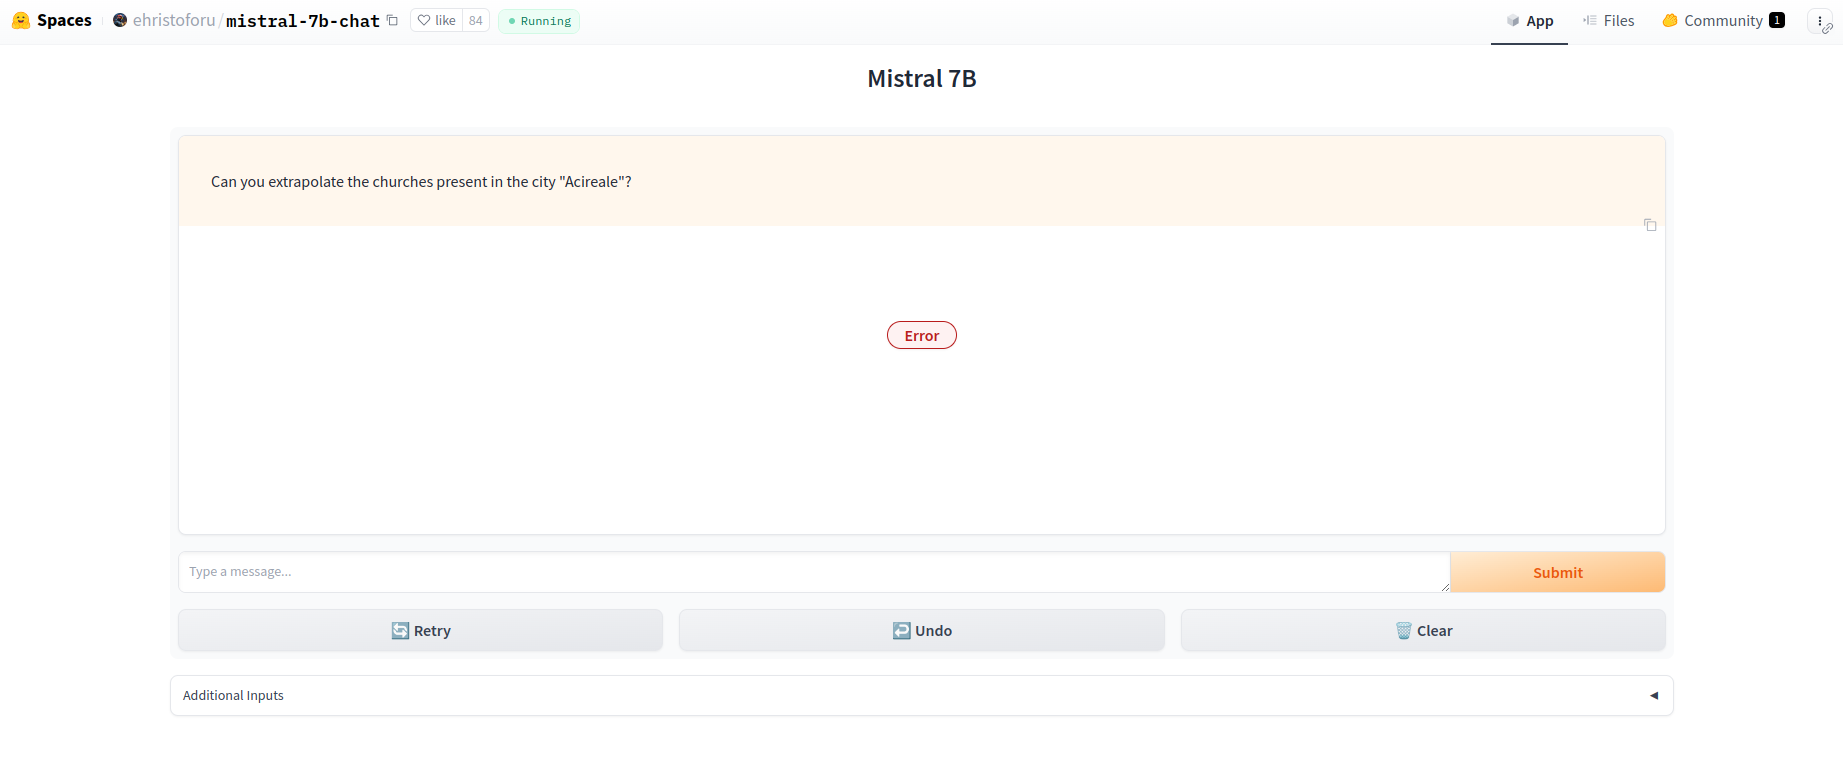 Spaces ehristoforu/mistral-7b-chat like 84 Running App Files Community 1
Mistral 7B
Can you extrapolate the churches present in the city "Acireale"?
Error
Type a message... Submit
Retry Undo Clear
Additional Inputs